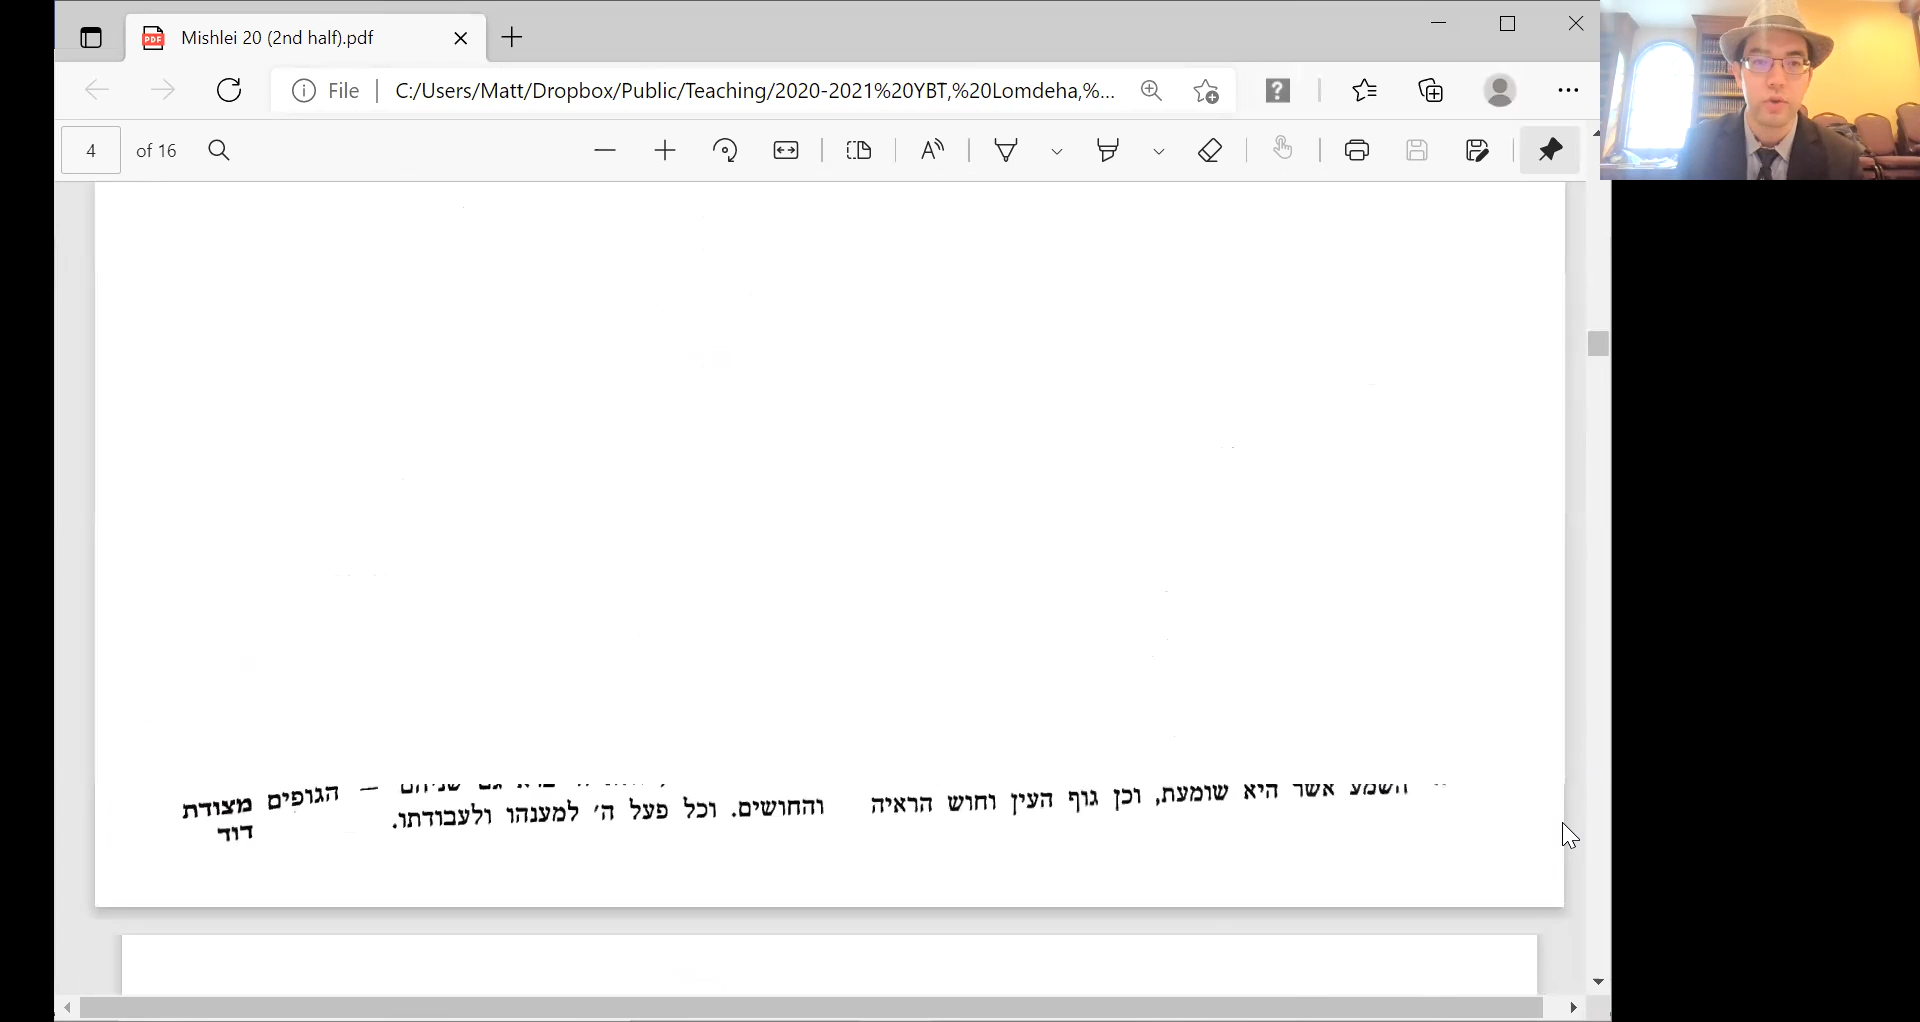 Mishlei 20 (2nd half).pdf
File
C:/Users/Matt/Dropbox/Public/Teaching/2020-2021%20YBT,%20Lomdeha,%...
4 of 16
השמע אשר היא שומעת, וכן גוף העין וחוש הראיה
הגופים —
והחושים. וכל פעל ה' למענהו ולעבודתו.
מצודת
דוד